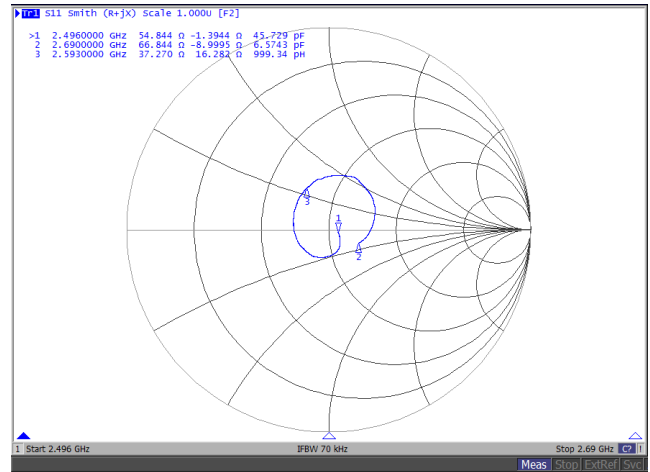 Tr1 S11 Smith (R+jX) Scale 1.000U [F2]
>1 2.4960000 GHz 54.844 Ω -1.3944 Ω 45.729 pF
2 2.6900000 GHz 66.844 Ω -8.9995 Ω 6.5743 pF
3 2.5930000 GHz 37.270 Ω 16.282 Ω 999.34 pH
3
1
2
1 Start 2.496 GHz IFBW 70 kHz Stop 2.69 GHz C? !
Meas Stop ExtRef Svc